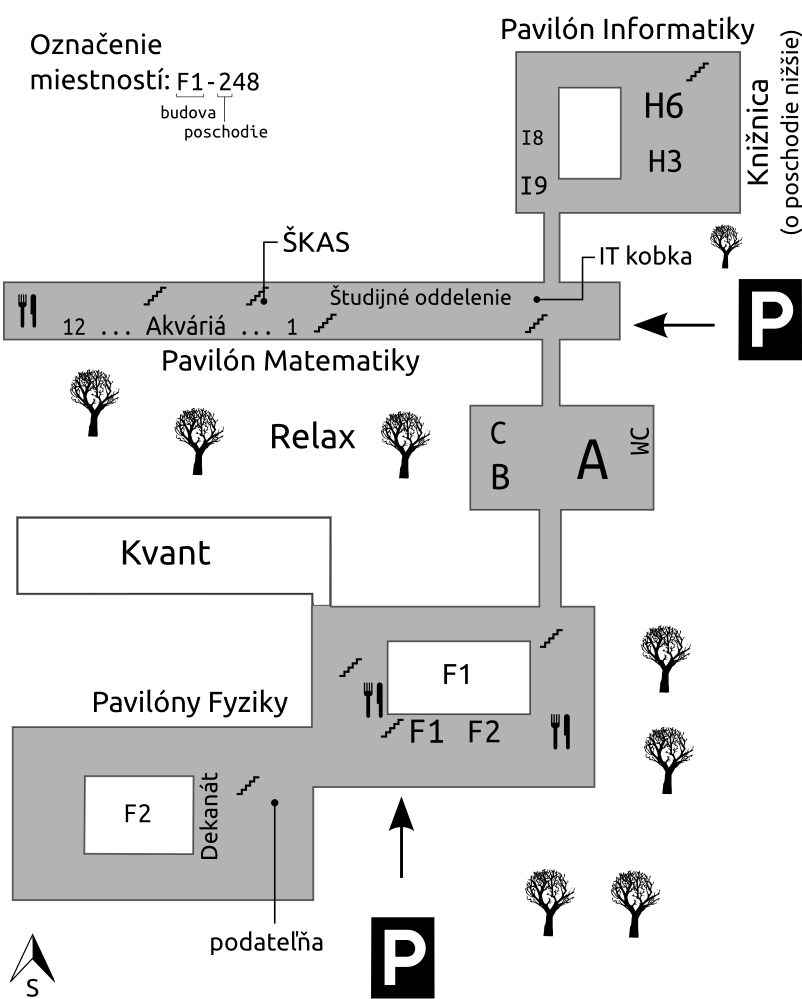 Označenie
miestností: F1-248
budova
poschodie
Pavilón Informatiky
Knižnica
(o poschodie nižšie)
H6
I8
H3
I9
ŠKAS
IT kobka
Študijné oddelenie
12 ... Akváriá ... 1
P
Pavilón Matematiky
Relax
C
B
A
WC
Kvant
F1
Pavilóny Fyziky
F1 F2
F2
Dekanát
podateľňa
P
S